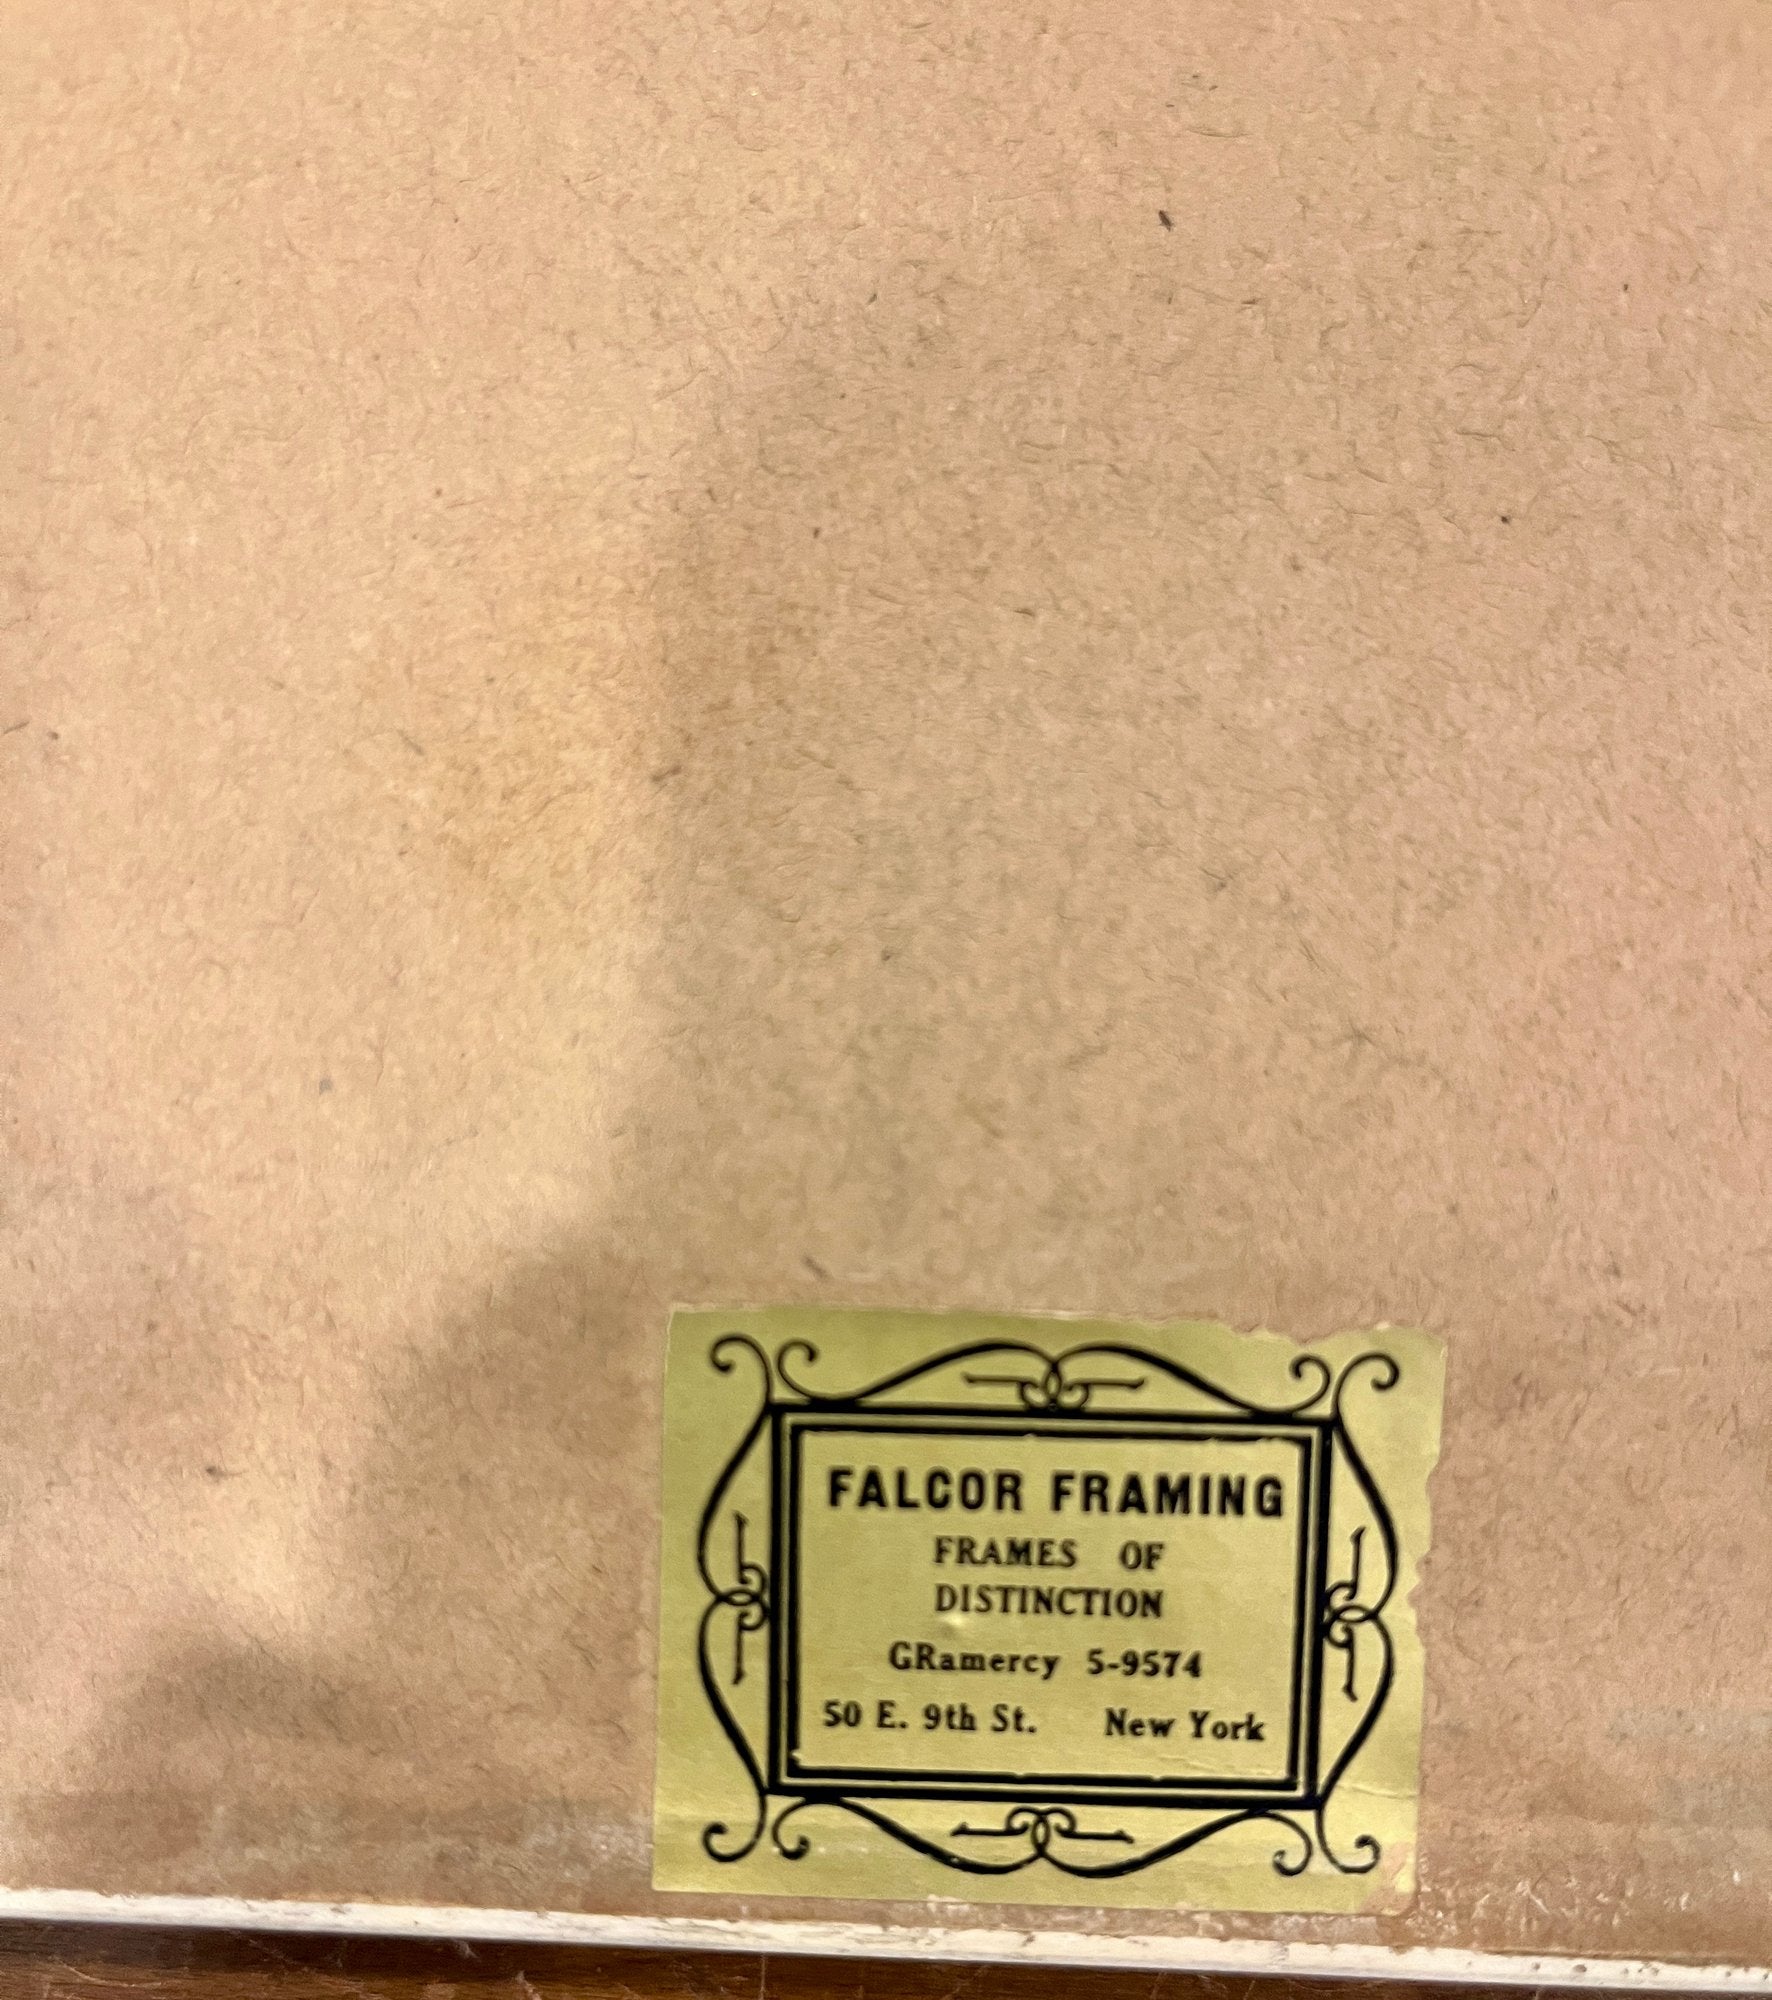 FALCOR FRAMING
FRAMES OF
DISTINCTION
GRamercy 5-9574
50 E. 9th St. New York